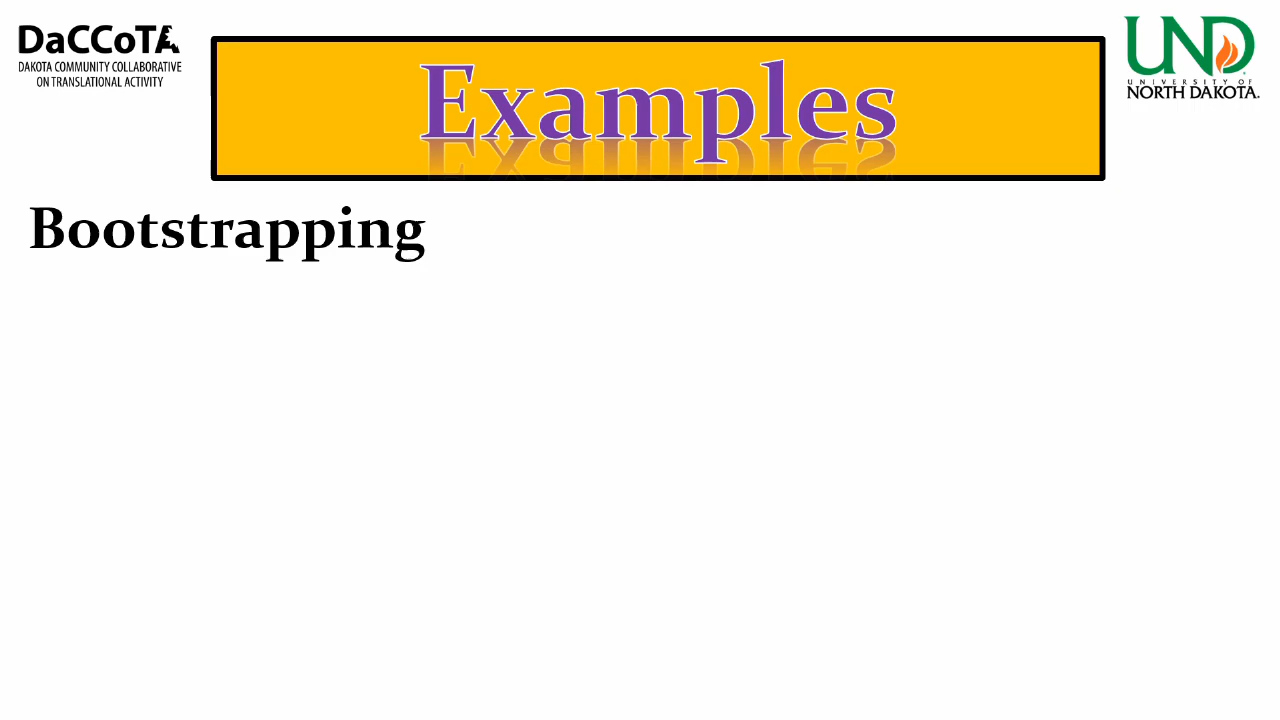 DaCCoTA
DAKOTA COMMUNITY COLLABORATIVE
ON TRANSLATIONAL ACTIVITY
Examples
UND
UNIVERSITY OF
NORTH DAKOTA.
Bootstrapping